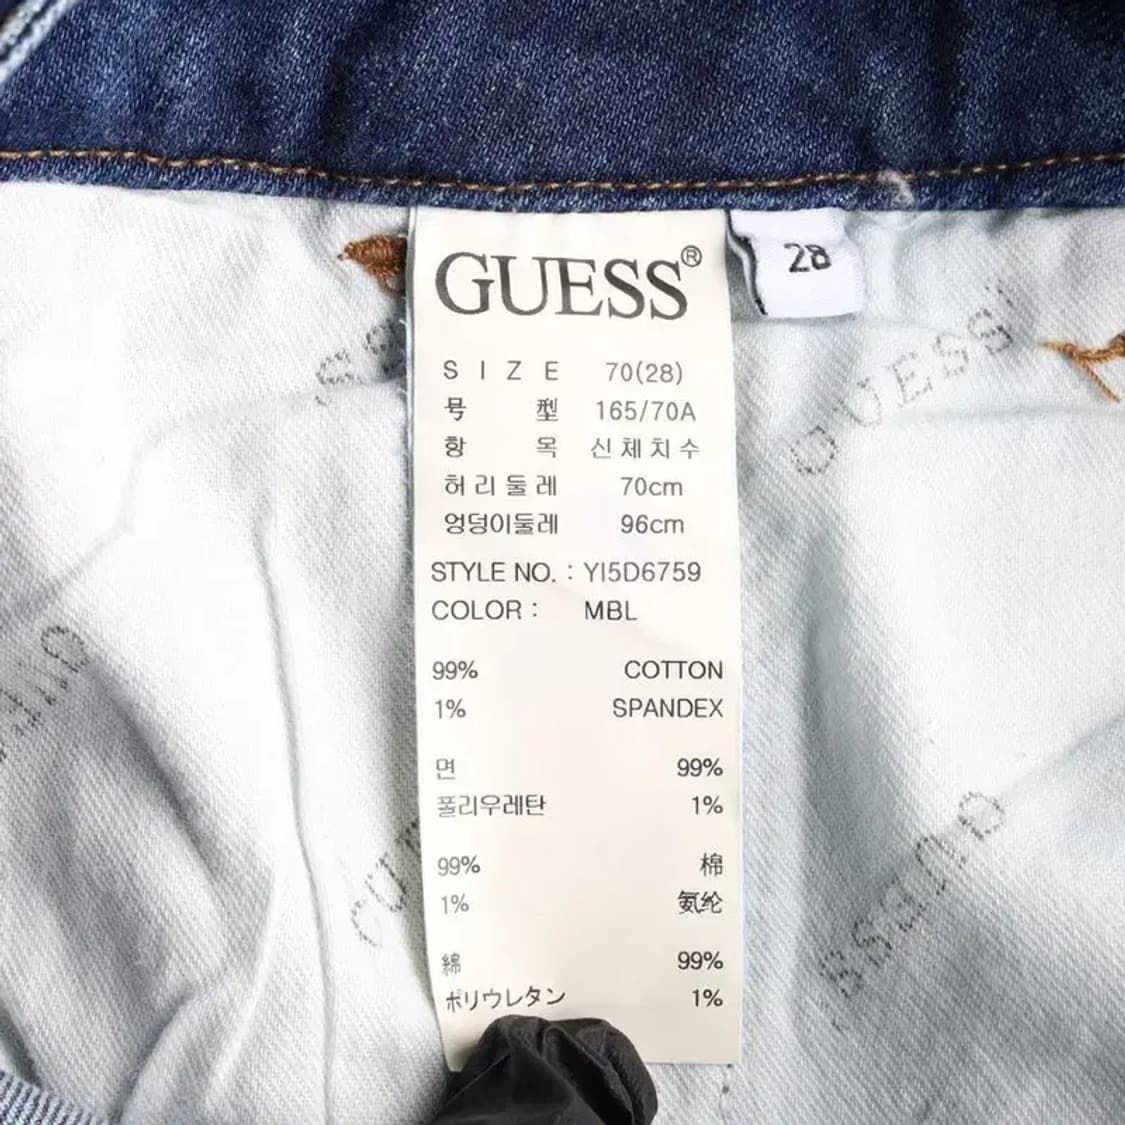 GUESS®
28
S I Z E 70(28)
号 型 165/70A
항 목 신체치수
허리둘레 70cm
엉덩이둘레 96cm
STYLE NO. : YI5D6759
COLOR : MBL
99% COTTON
1% SPANDEX
면 99%
폴리우레탄 1%
99% 棉
1% 氨纶
綿 99%
ポリウレタン 1%
GUESS
GUESS